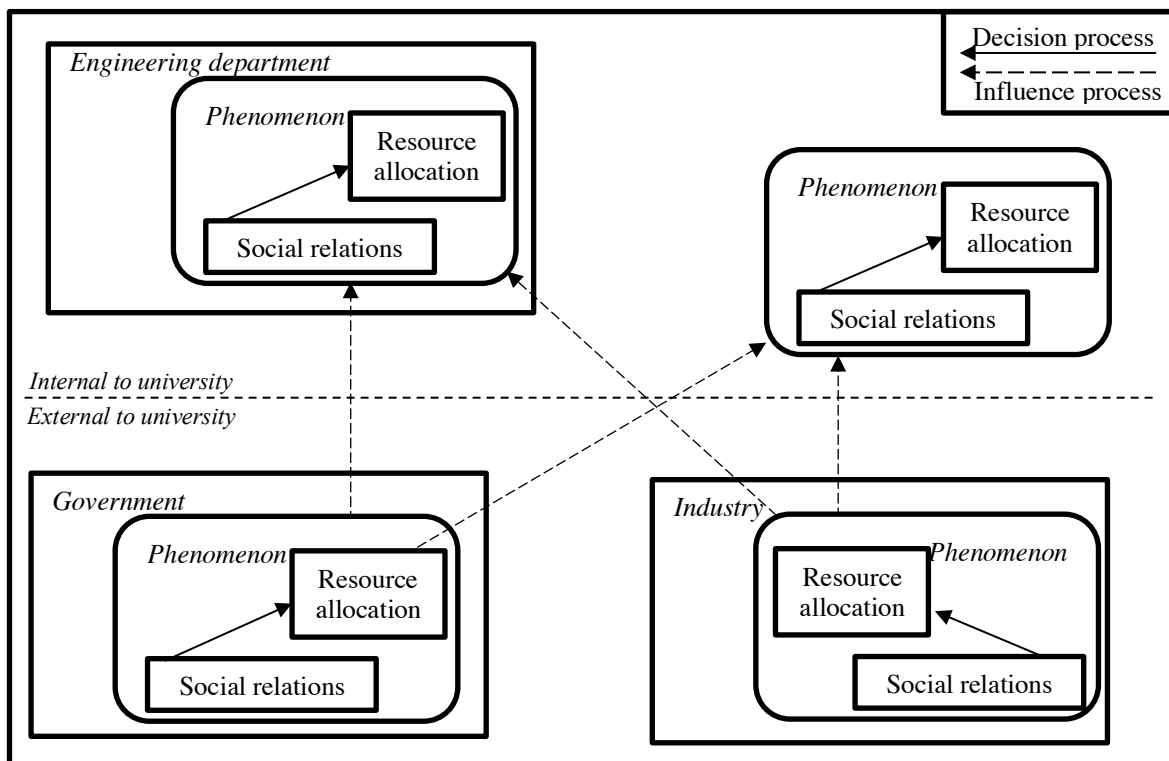 Engineering department
Phenomenon
Resource
allocation
Social relations
Decision process
Influence process
Phenomenon
Resource
allocation
Social relations
Internal to university
External to university
Government
Phenomenon
Resource
allocation
Social relations
Industry
Phenomenon
Resource
allocation
Social relations